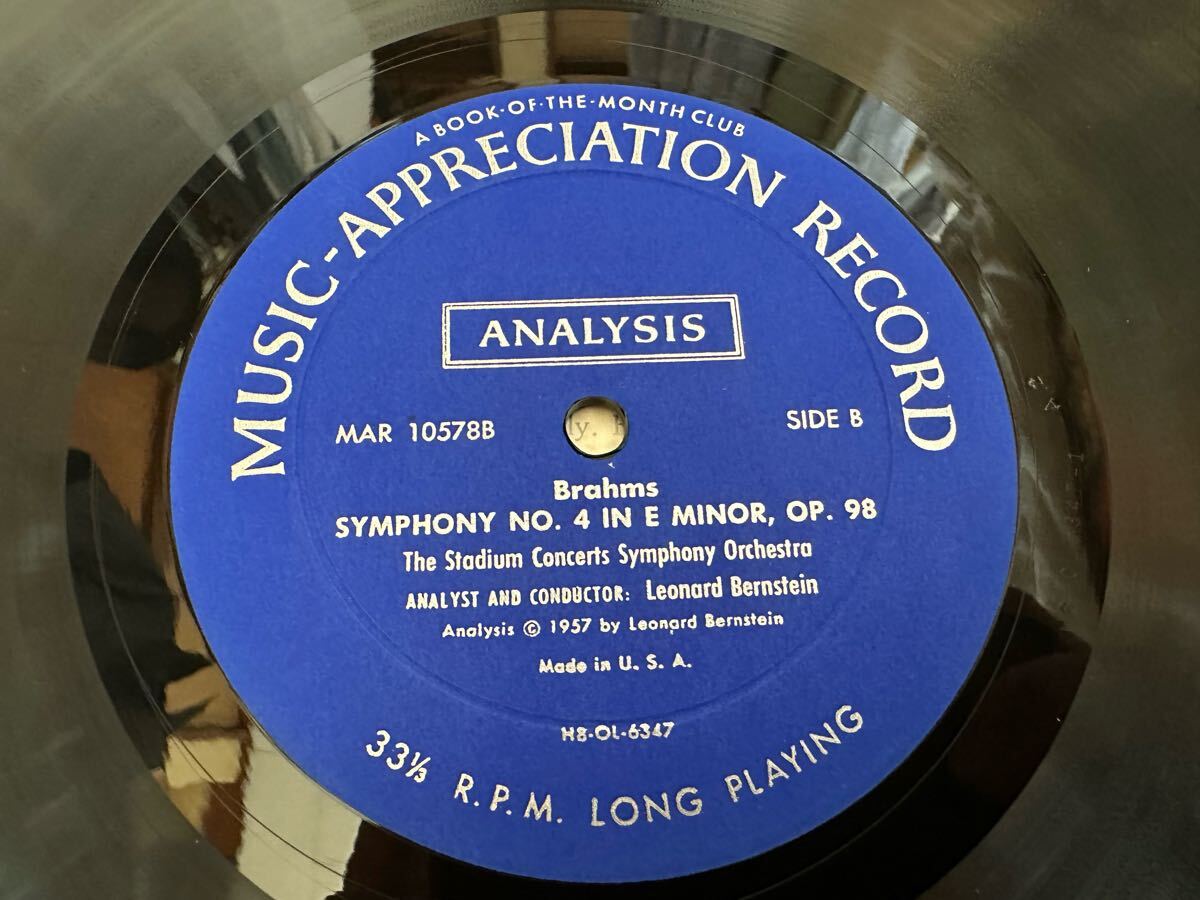 A BOOK-OF-THE-MONTH CLUB
MUSIC-APPRECIATION RECORD
ANALYSIS
MAR 10578B
SIDE B
Brahms
SYMPHONY NO. 4 IN E MINOR, OP. 98
The Stadium Concerts Symphony Orchestra
ANALYST AND CONDUCTOR: Leonard Bernstein
Analysis © 1957 by Leonard Bernstein
Made in U. S. A.
H8-OL-6347
33⅓ R.P.M. LONG PLAYING